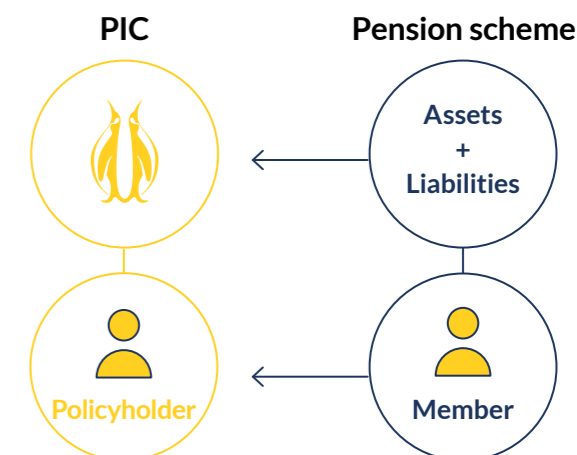 PIC
Pension scheme
Assets
+
Liabilities
Policyholder
Member